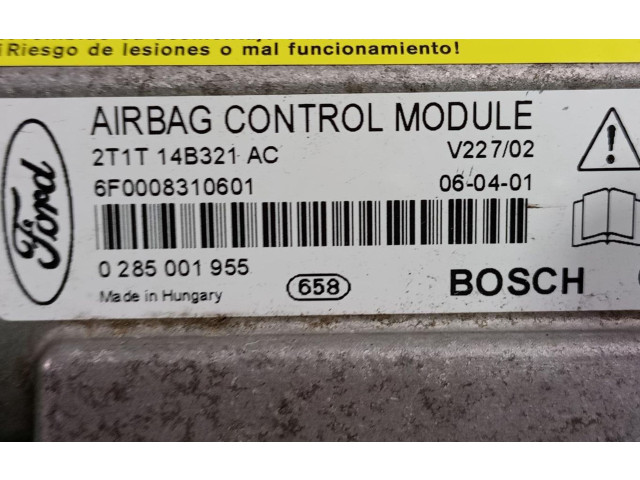 ¡Riesgo de lesiones o mal funcionamiento!
AIRBAG CONTROL MODULE
2T1T 14B321 AC V227/02
6F0008310601 06-04-01
Ford
0 285 001 955
658
BOSCH
Made in Hungary